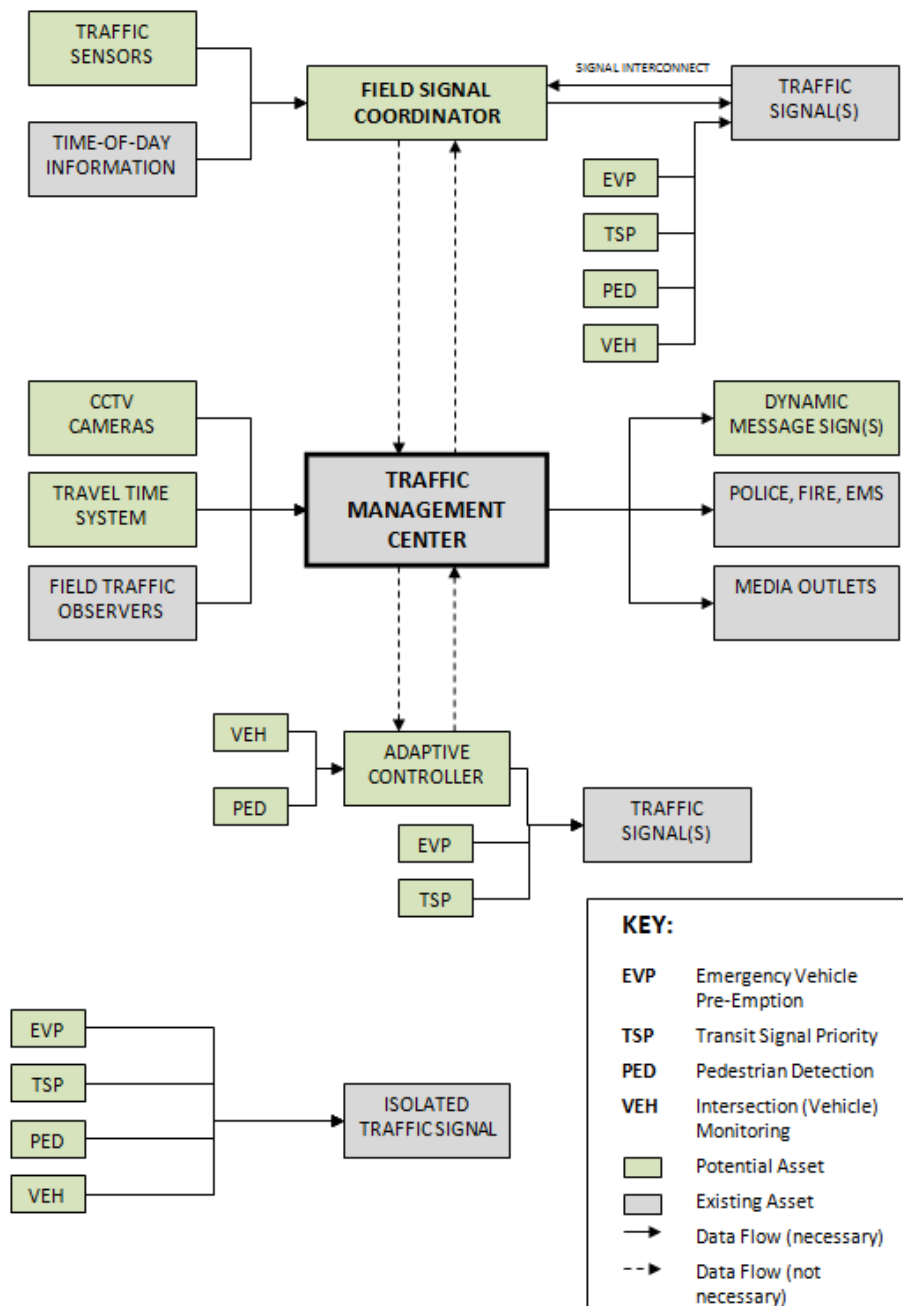 TRAFFIC
SENSORS
TIME-OF-DAY
INFORMATION
FIELD SIGNAL
COORDINATOR
SIGNAL INTERCONNECT
TRAFFIC
SIGNAL(S)
EVP
TSP
PED
VEH
CCTV
CAMERAS
TRAVEL TIME
SYSTEM
FIELD TRAFFIC
OBSERVERS
TRAFFIC
MANAGEMENT
CENTER
DYNAMIC
MESSAGE SIGN(S)
POLICE, FIRE, EMS
MEDIA OUTLETS
VEH
PED
ADAPTIVE
CONTROLLER
EVP
TSP
TRAFFIC
SIGNAL(S)
EVP
TSP
PED
VEH
ISOLATED
TRAFFIC SIGNAL
KEY:
EVP Emergency Vehicle
Pre-Emption
TSP Transit Signal Priority
PED Pedestrian Detection
VEH Intersection (Vehicle)
Monitoring
Potential Asset
Existing Asset
Data Flow (necessary)
Data Flow (not
necessary)